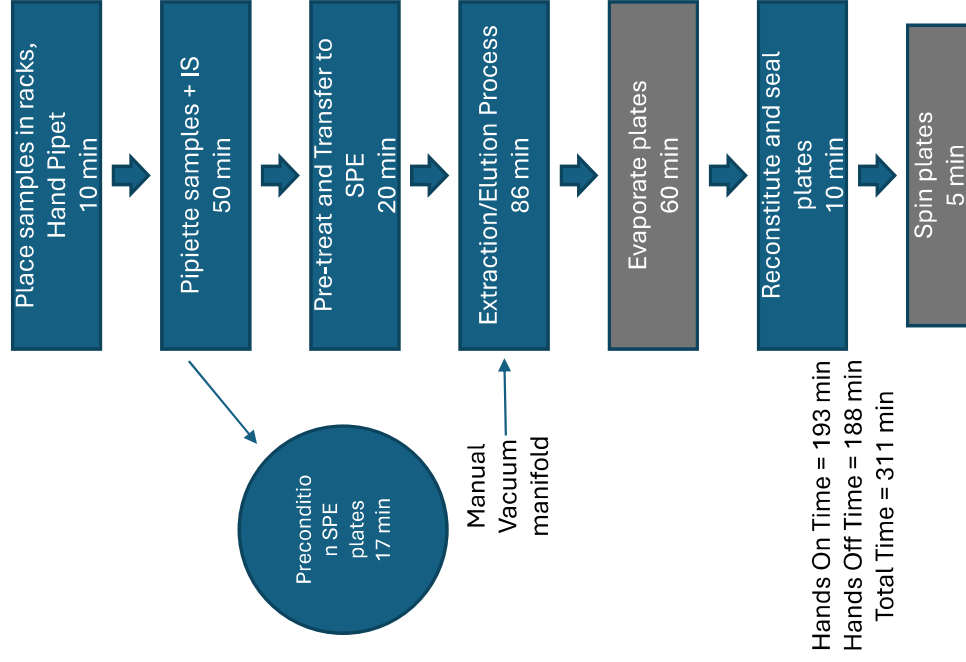 Place samples in racks,
Hand Pipet
10 min
Pipiette samples + IS
50 min
Pre-treat and Transfer to
SPE
20 min
Extraction/Elution Process
86 min
Evaporate plates
60 min
Reconstitute and seal
plates
10 min
Spin plates
5 min
Preconditio
n SPE
plates
17 min
Manual
Vacuum
manifold
Hands On Time = 193 min
Hands Off Time = 188 min
Total Time = 311 min